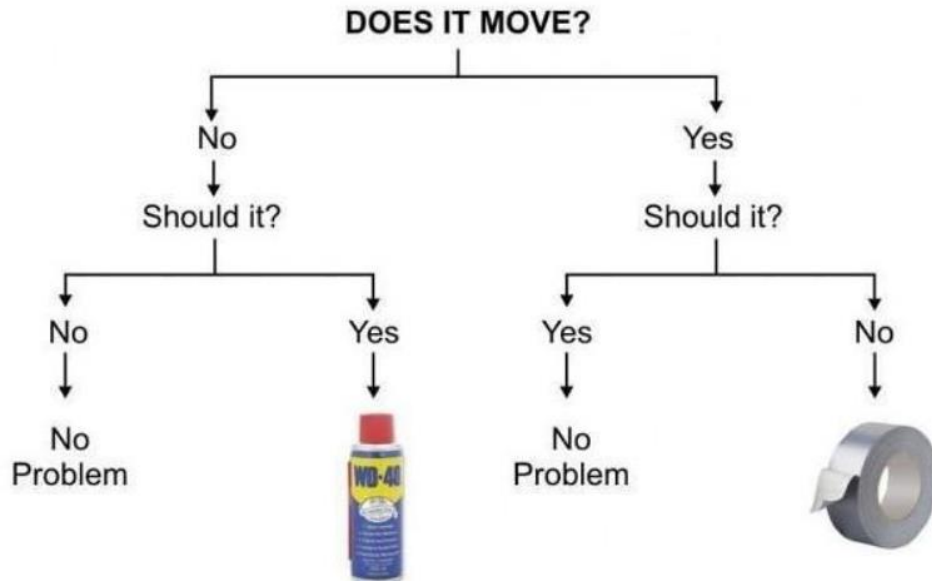 DOES IT MOVE?
No
Yes
Should it?
Should it?
No
Yes
Yes
No
No
Problem
WD-40
No
Problem